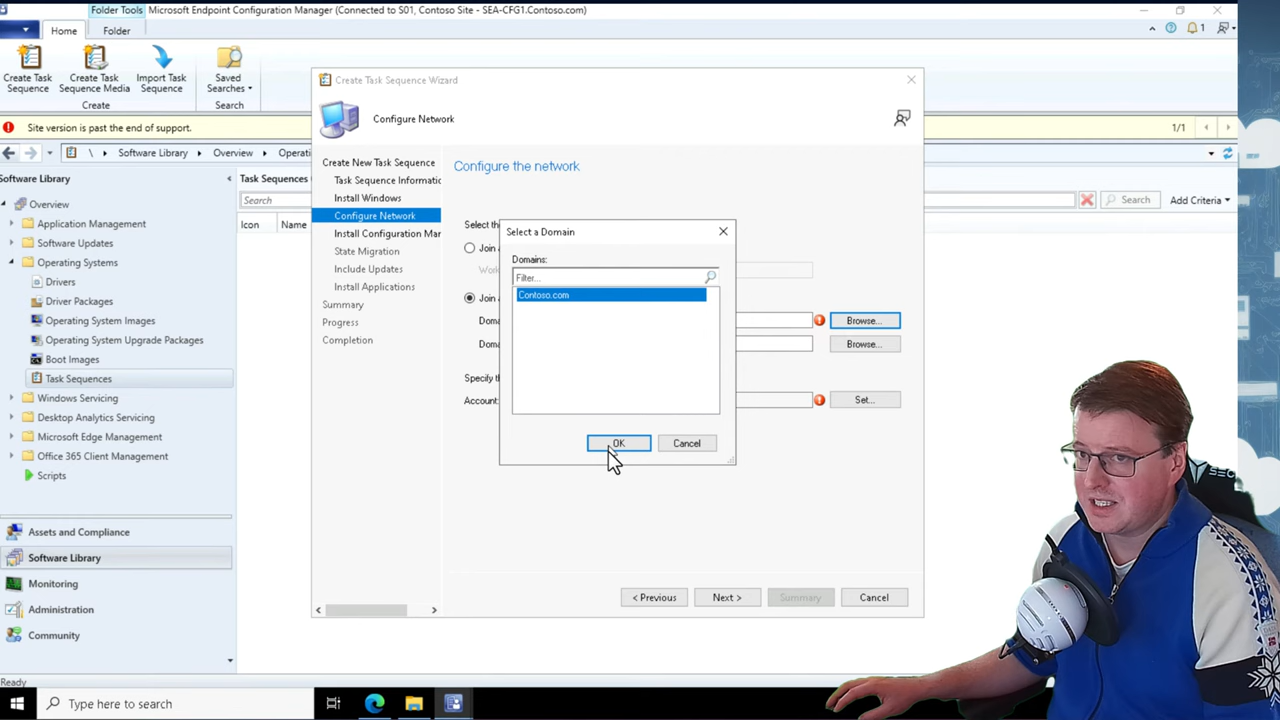 Folder Tools
Microsoft Endpoint Configuration Manager (Connected to S01, Contoso Site - SEA-CFG1.Contoso.com)
Home
Folder
1
Create Task Sequence
Create Task Sequence Media
Import Task Sequence
Saved Searches
Create
Search
Site version is past the end of support.
1/1
\
Software Library
Overview
Operati
Software Library
Overview
Application Management
Software Updates
Operating Systems
Drivers
Driver Packages
Operating System Images
Operating System Upgrade Packages
Boot Images
Task Sequences
Windows Servicing
Desktop Analytics Servicing
Microsoft Edge Management
Office 365 Client Management
Scripts
Assets and Compliance
Software Library
Monitoring
Administration
Community
Ready
Task Sequences
Search
Search
Add Criteria
Icon
Name
Create Task Sequence Wizard
Configure Network
Create New Task Sequence
Task Sequence Informatic
Install Windows
Configure Network
Install Configuration Mar
State Migration
Include Updates
Install Applications
Summary
Progress
Completion
Configure the network
Select the
Join a
Work
Join a
Doma
Browse...
Doma
Browse...
Specify th
Account:
Set...
Select a Domain
Domains:
Filter...
Contoso.com
OK
Cancel
< Previous
Next >
Summary
Cancel
Type here to search